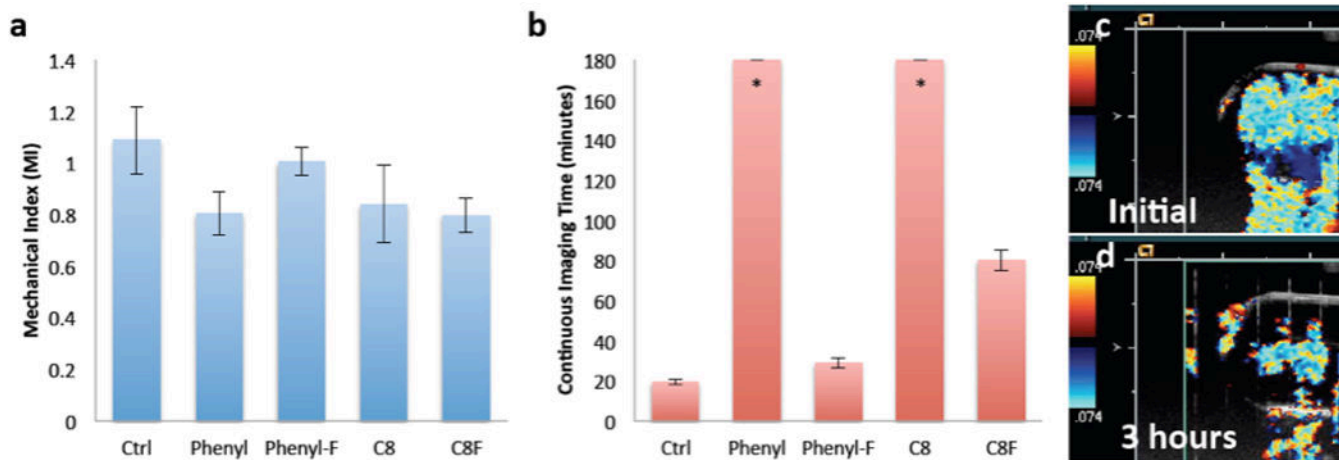 a
Mechanical Index (MI)
1.4
1.2
1
0.8
0.6
0.4
0.2
0
Ctrl Phenyl Phenyl-F C8 C8F
b
Continuous Imaging Time (minutes)
180
160
140
120
100
80
60
40
20
0
* *
Ctrl Phenyl Phenyl-F C8 C8F
c
.074
.074
Initial
d
.074
.074
3 hours